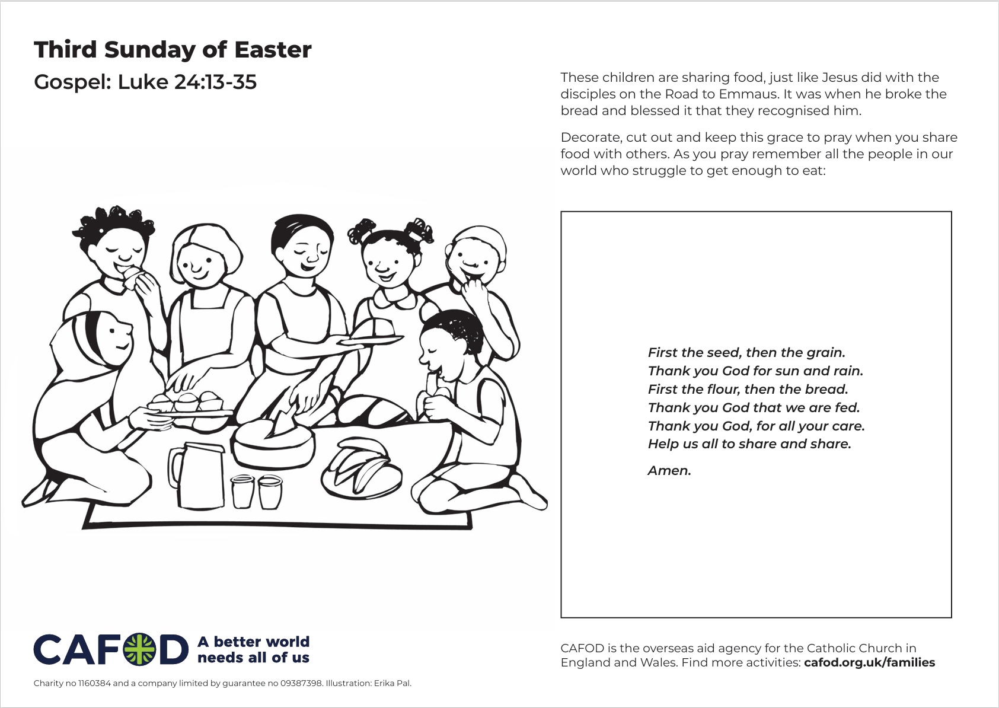 Third Sunday of Easter
Gospel: Luke 24:13-35
These children are sharing food, just like Jesus did with the
disciples on the Road to Emmaus. It was when he broke the
bread and blessed it that they recognised him.
Decorate, cut out and keep this grace to pray when you share
food with others. As you pray remember all the people in our
world who struggle to get enough to eat:
First the seed, then the grain.
Thank you God for sun and rain.
First the flour, then the bread.
Thank you God that we are fed.
Thank you God, for all your care.
Help us all to share and share.
Amen.
CAFOD
A better world
needs all of us
Charity no 1160384 and a company limited by guarantee no 09387398. Illustration: Erika Pal.
CAFOD is the overseas aid agency for the Catholic Church in
England and Wales. Find more activities: cafod.org.uk/families